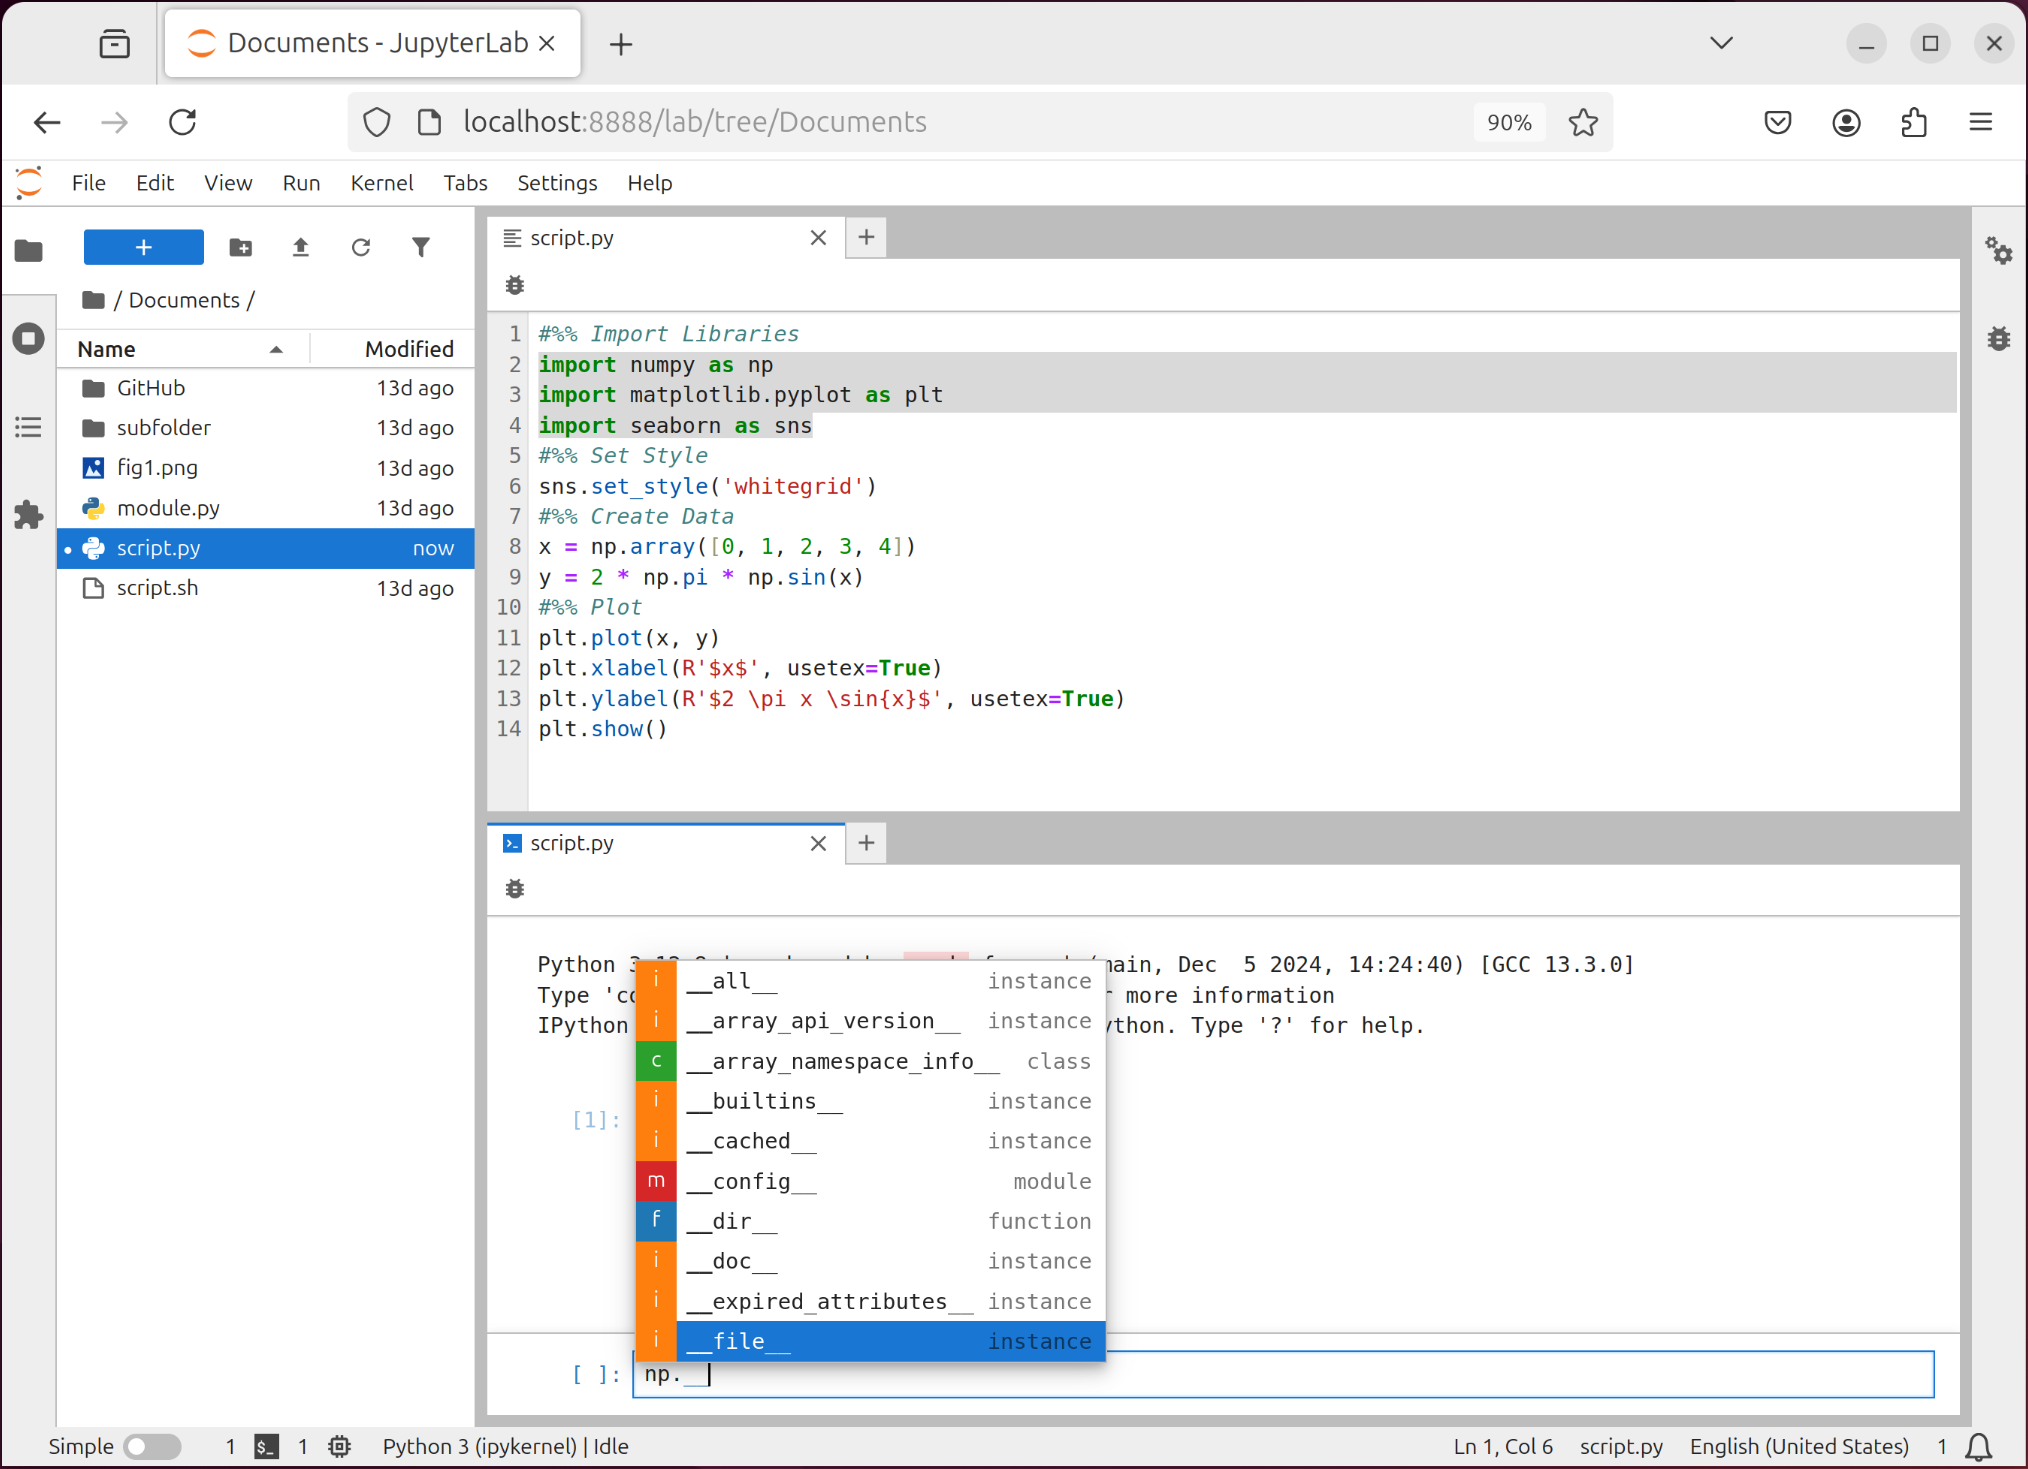 Documents - JupyterLab
localhost:8888/lab/tree/Documents
90%
File Edit View Run Kernel Tabs Settings Help
/ Documents /
Name Modified
GitHub 13d ago
subfolder 13d ago
fig1.png 13d ago
module.py 13d ago
script.py now
script.sh 13d ago
script.py
1 #%% Import Libraries
2 import numpy as np
3 import matplotlib.pyplot as plt
4 import seaborn as sns
5 #%% Set Style
6 sns.set_style('whitegrid')
7 #%% Create Data
8 x = np.array([0, 1, 2, 3, 4])
9 y = 2 * np.pi * np.sin(x)
10 #%% Plot
11 plt.plot(x, y)
12 plt.xlabel(R'$x$', usetex=True)
13 plt.ylabel(R'$2 \pi x \sin{x}$', usetex=True)
14 plt.show()
script.py
Python main, Dec  5 2024, 14:24:40) [GCC 13.3.0]
Type more information
IPython Type '?' for help.
[1]:
i __all__ instance
i __array_api_version__ instance
c __array_namespace_info__ class
i __builtins__ instance
i __cached__ instance
m __config__ module
f __dir__ function
i __doc__ instance
i __expired_attributes__ instance
i __file__ instance
[ ]: np.__
Simple 1 $_ 1 Python 3 (ipykernel) | Idle Ln 1, Col 6 script.py English (United States) 1